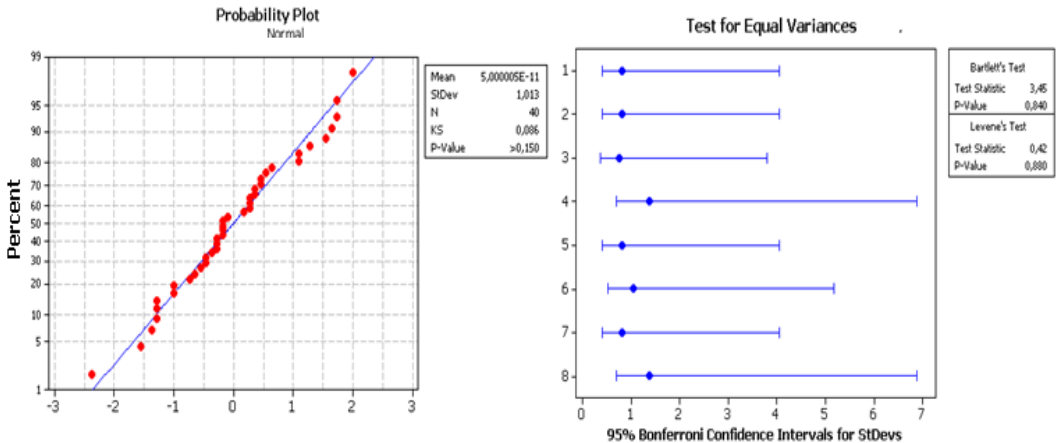 Probability Plot
Normal
99
95
90
80
70
60
50
40
30
20
10
5
1
Percent
-3 -2 -1 0 1 2 3
Mean 5,000005E-11
StDev 1,013
N 40
KS 0,086
P-Value >0,150
Test for Equal Variances
1
2
3
4
5
6
7
8
0 1 2 3 4 5 6 7
95% Bonferroni Confidence Intervals for StDevs
Bartlett's Test
Test Statistic 3,45
P-Value 0,840
Levene's Test
Test Statistic 0,42
P-Value 0,880